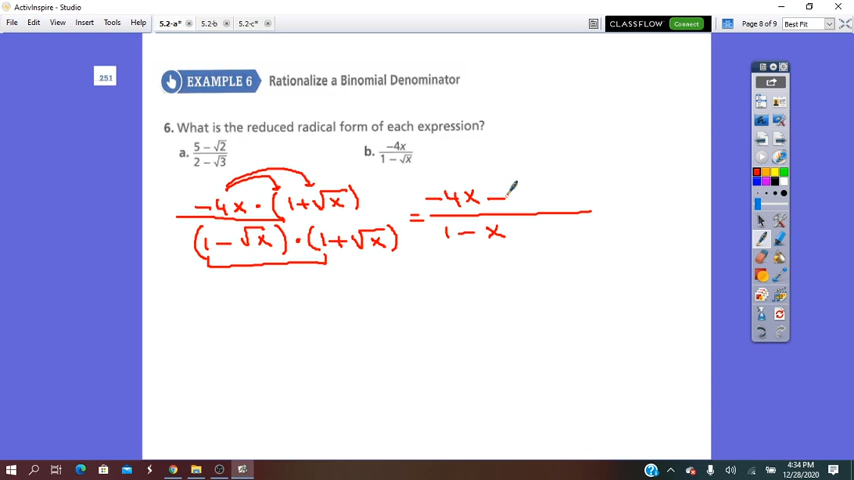 ActivInspire - Studio
File Edit View Insert Tools Help
5.2-a* 5.2-b 5.2-c*
CLASSFLOW Connect Page 8 of 9 Best Fit
251
EXAMPLE 6 Rationalize a Binomial Denominator
6. What is the reduced radical form of each expression?
a. (5 − √2)/(2 − √3) b. (−4x)/(1 − √x)
−4x · (1 + √x) = −4x −
(1 − √x) · (1 + √x) 1 − x
4:34 PM
12/28/2020